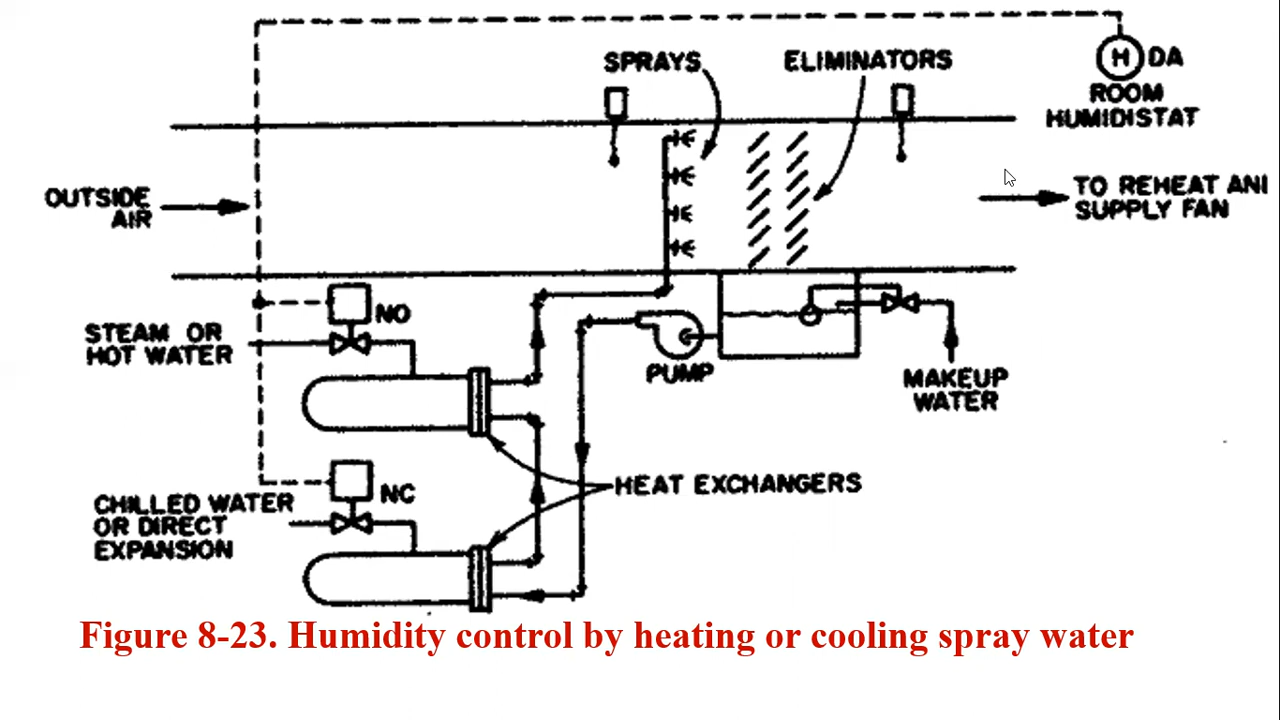 SPRAYS
ELIMINATORS
H DA
ROOM
HUMIDISTAT
OUTSIDE
AIR
TO REHEAT ANI
SUPPLY FAN
NO
STEAM OR
HOT WATER
PUMP
MAKEUP
WATER
HEAT EXCHANGERS
NC
CHILLED WATER
OR DIRECT
EXPANSION
Figure 8-23. Humidity control by heating or cooling spray water